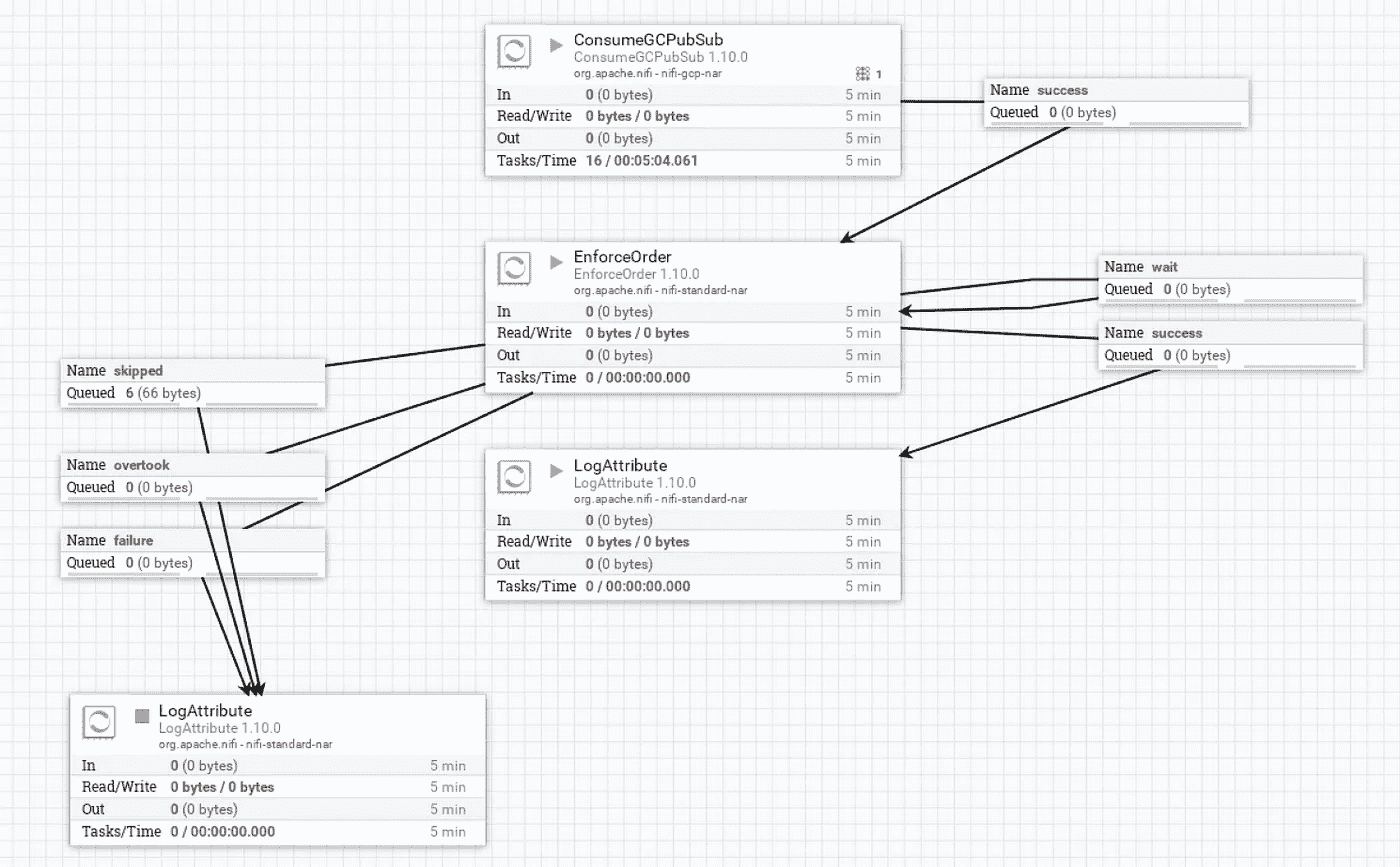 ConsumeGCPubSub
ConsumeGCPubSub 1.10.0
org.apache.nifi - nifi-gcp-nar
1
In 0 (0 bytes) 5 min
Read/Write 0 bytes / 0 bytes 5 min
Out 0 (0 bytes) 5 min
Tasks/Time 16 / 00:05:04.061 5 min
Name success
Queued 0 (0 bytes)
EnforceOrder
EnforceOrder 1.10.0
org.apache.nifi - nifi-standard-nar
In 0 (0 bytes) 5 min
Read/Write 0 bytes / 0 bytes 5 min
Out 0 (0 bytes) 5 min
Tasks/Time 0 / 00:00:00.000 5 min
Name wait
Queued 0 (0 bytes)
Name success
Queued 0 (0 bytes)
Name skipped
Queued 6 (66 bytes)
Name overtook
Queued 0 (0 bytes)
Name failure
Queued 0 (0 bytes)
LogAttribute
LogAttribute 1.10.0
org.apache.nifi - nifi-standard-nar
In 0 (0 bytes) 5 min
Read/Write 0 bytes / 0 bytes 5 min
Out 0 (0 bytes) 5 min
Tasks/Time 0 / 00:00:00.000 5 min
LogAttribute
LogAttribute 1.10.0
org.apache.nifi - nifi-standard-nar
In 0 (0 bytes) 5 min
Read/Write 0 bytes / 0 bytes 5 min
Out 0 (0 bytes) 5 min
Tasks/Time 0 / 00:00:00.000 5 min